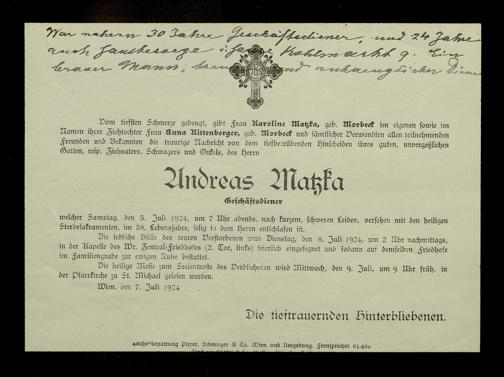 War nahezu 30 Jahre Geschäftsdiener, und 24 Jahre
auch Hausbesorger i. Hause Kohlmarkt 9. Ein
braver Mann, und anhaenglicher Diener
Vom tiefsten Schmerze gebeugt, gibt Frau Karoline Matzka, geb. Morbeck im eigenen sowie im
Namen ihrer Ziehtochter Frau Anna Rittenberger, geb. Morbeck und sämtlicher Verwandten allen teilnehmenden
Freunden und Bekannten die traurige Nachricht von dem tiefbetrübenden Hinscheiden ihres guten, unvergeßlichen
Gatten, resp. Ziehvaters, Schwagers und Onkels, des Herrn
Andreas Matzka
Geschäftsdiener
welcher Samstag, den 5. Juli 1924, um 7 Uhr abends, nach kurzem, schweren Leiden, versehen mit den heiligen
Sterbesakramenten, im 58. Lebensjahre, selig in dem Herrn entschlafen ist.
Die irdische Hülle des teuren Verstorbenen wird Dienstag, den 8. Juli 1924, um 2 Uhr nachmittags,
in der Kapelle des Wr. Zentral-Friedhofes (2. Tor, links) feierlich eingesegnet und sodann auf demselben Friedhofe
im Familiengrabe zur ewigen Ruhe bestattet.
Die heilige Messe zum Seelentroste des Verblichenen wird Mittwoch, den 9. Juli, um 9 Uhr früh, in
der Pfarrkirche zu St. Michael gelesen werden.
Wien, den 7. Juli 1924
Die tieftrauernden Hinterbliebenen.
Wien und Umgebung. Fernsprecher